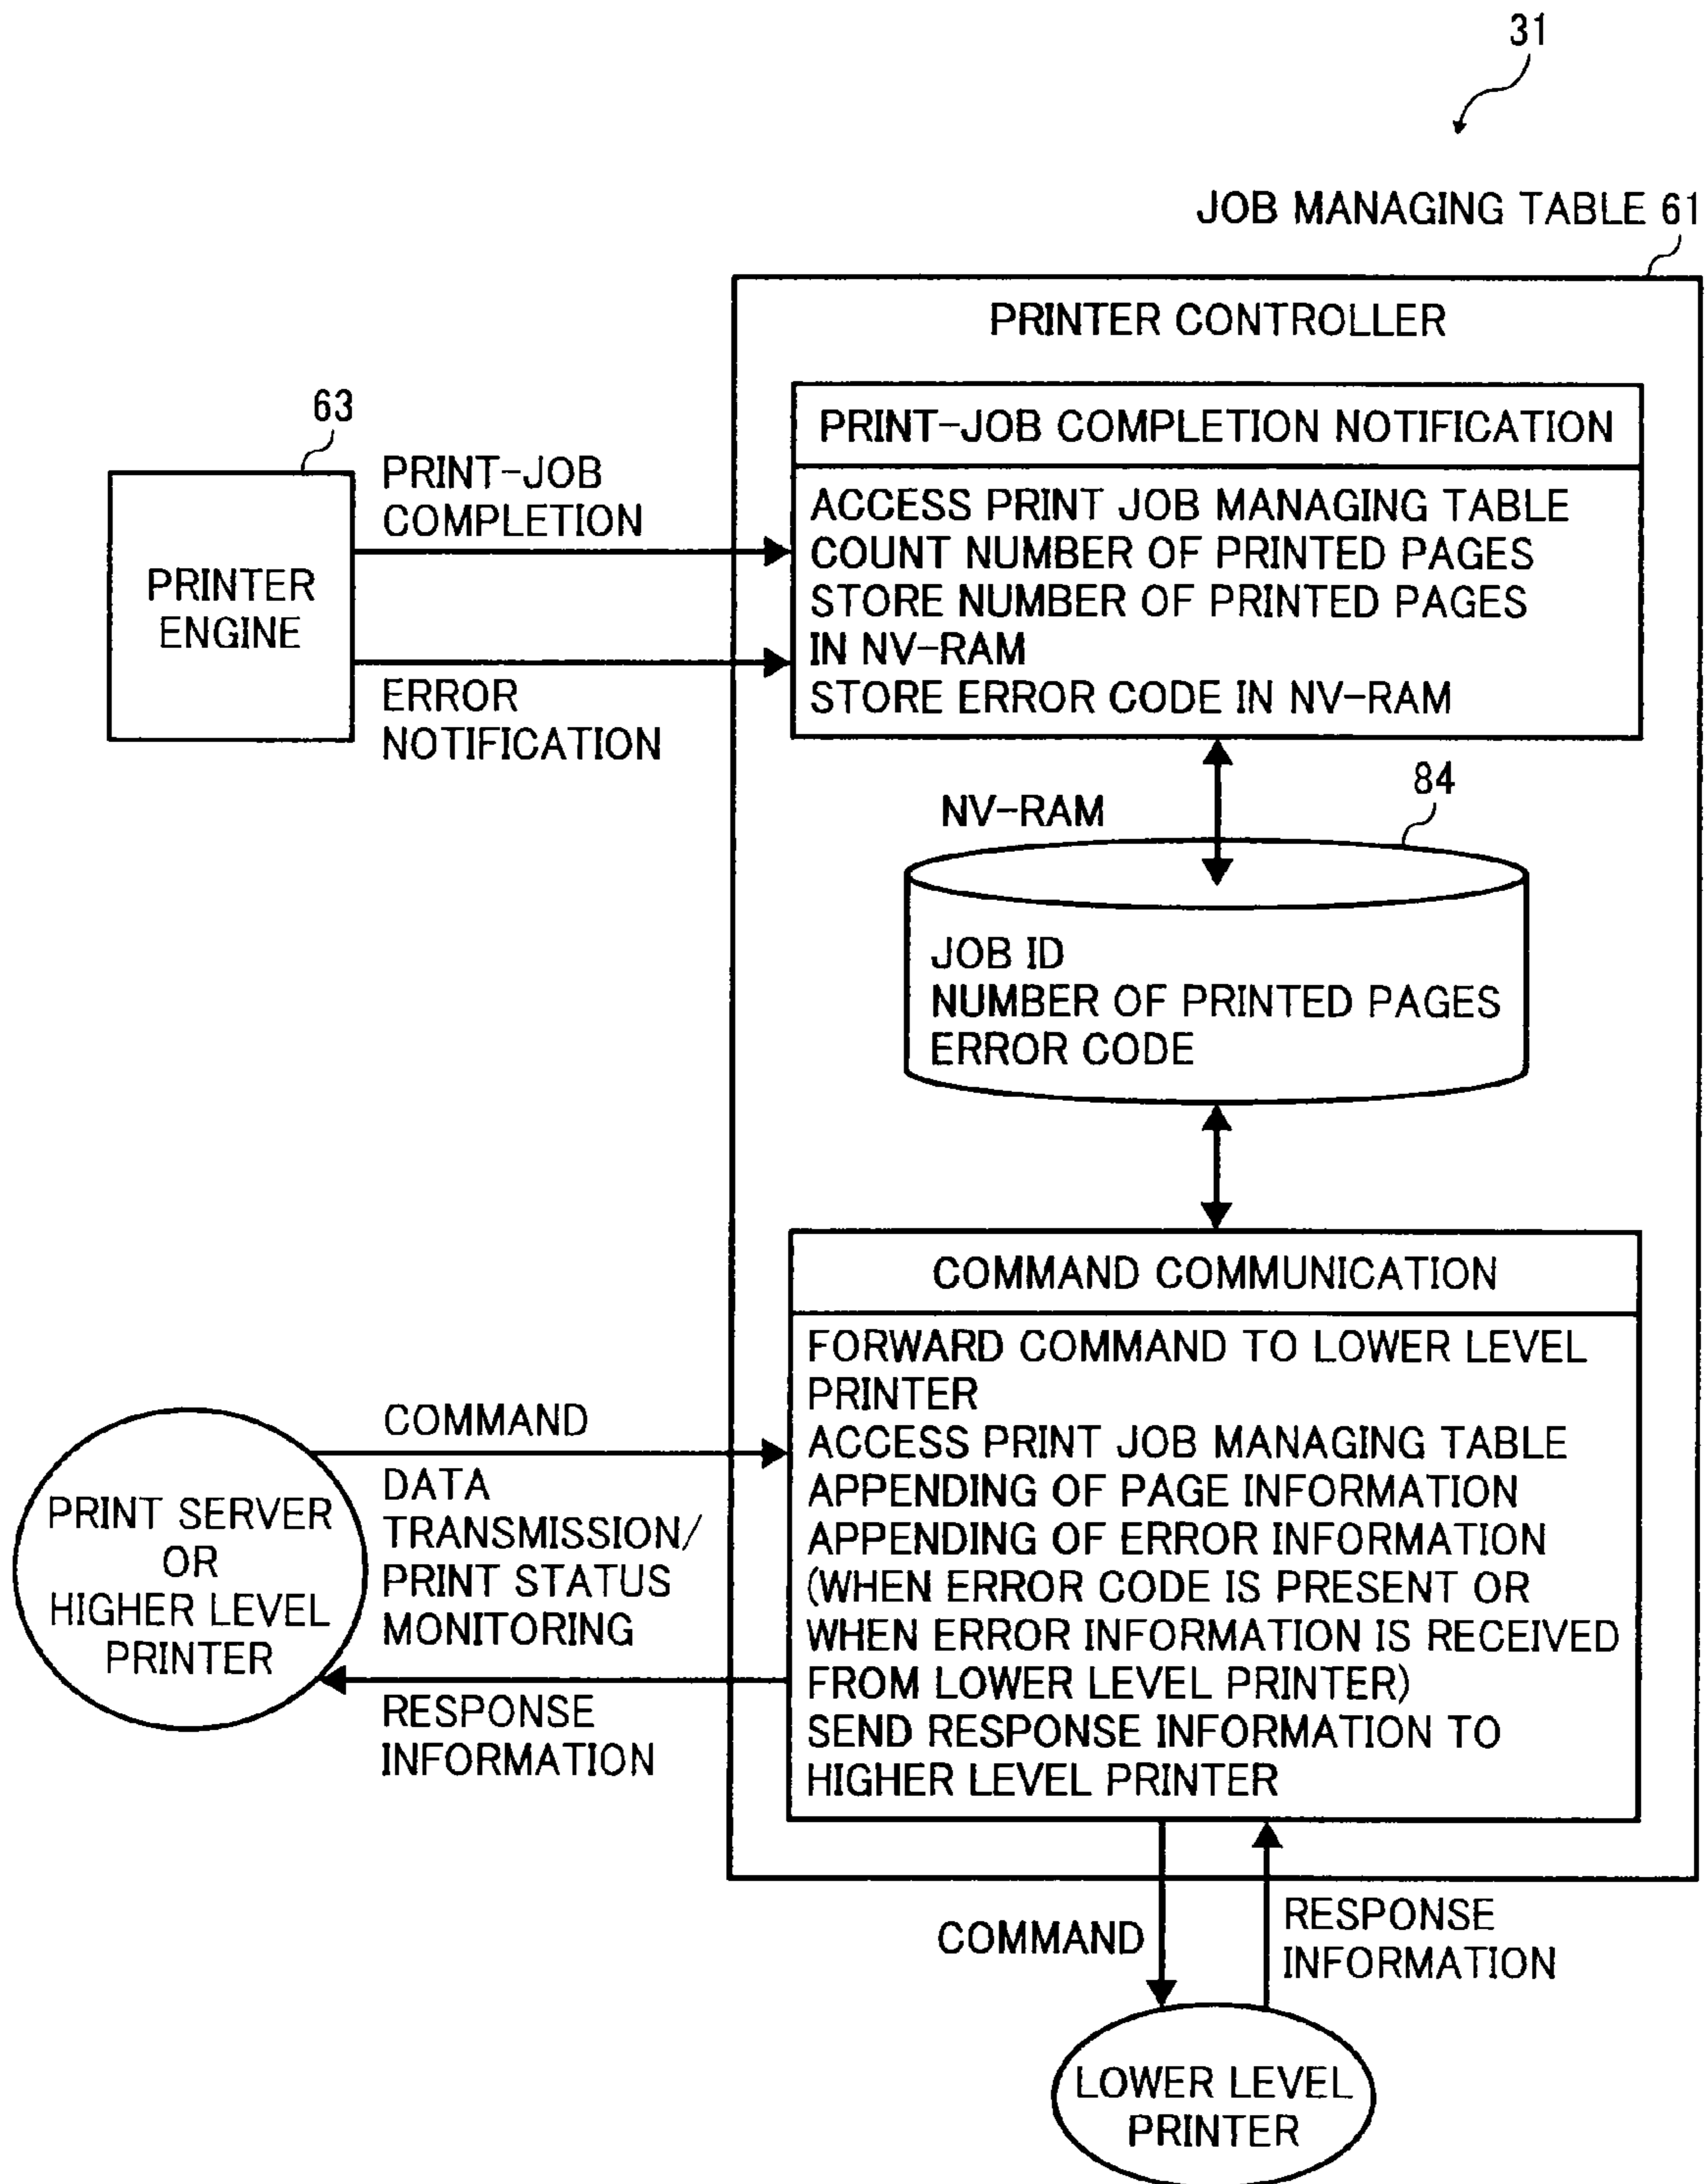 31
JOB MANAGING TABLE 61
PRINTER CONTROLLER
63
PRINTER
ENGINE
PRINT-JOB
COMPLETION
ERROR
NOTIFICATION
PRINT-JOB COMPLETION NOTIFICATION
ACCESS PRINT JOB MANAGING TABLE
COUNT NUMBER OF PRINTED PAGES
STORE NUMBER OF PRINTED PAGES
IN NV-RAM
STORE ERROR CODE IN NV-RAM
NV-RAM
84
JOB ID
NUMBER OF PRINTED PAGES
ERROR CODE
COMMAND COMMUNICATION
FORWARD COMMAND TO LOWER LEVEL
PRINTER
ACCESS PRINT JOB MANAGING TABLE
APPENDING OF PAGE INFORMATION
APPENDING OF ERROR INFORMATION
(WHEN ERROR CODE IS PRESENT OR
WHEN ERROR INFORMATION IS RECEIVED
FROM LOWER LEVEL PRINTER)
SEND RESPONSE INFORMATION TO
HIGHER LEVEL PRINTER
PRINT SERVER
OR
HIGHER LEVEL
PRINTER
COMMAND
DATA
TRANSMISSION/
PRINT STATUS
MONITORING
RESPONSE
INFORMATION
COMMAND
RESPONSE
INFORMATION
LOWER LEVEL
PRINTER